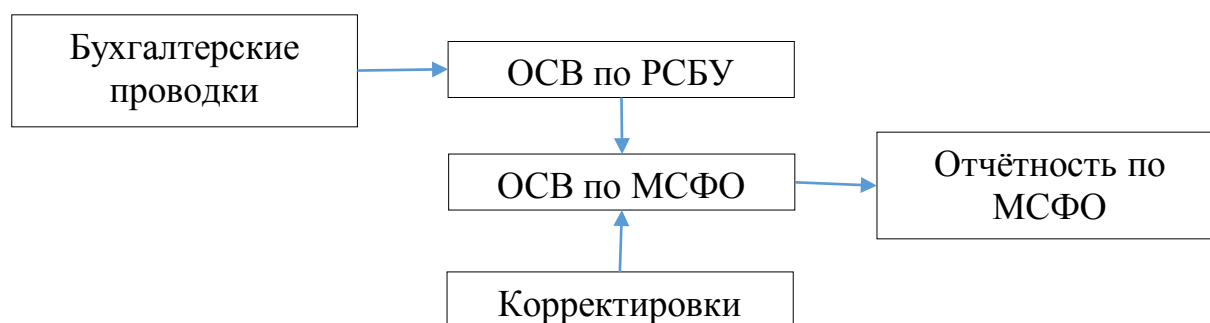 Бухгалтерские
проводки
ОСВ по РСБУ
ОСВ по МСФО
Отчётность по
МСФО
Корректировки